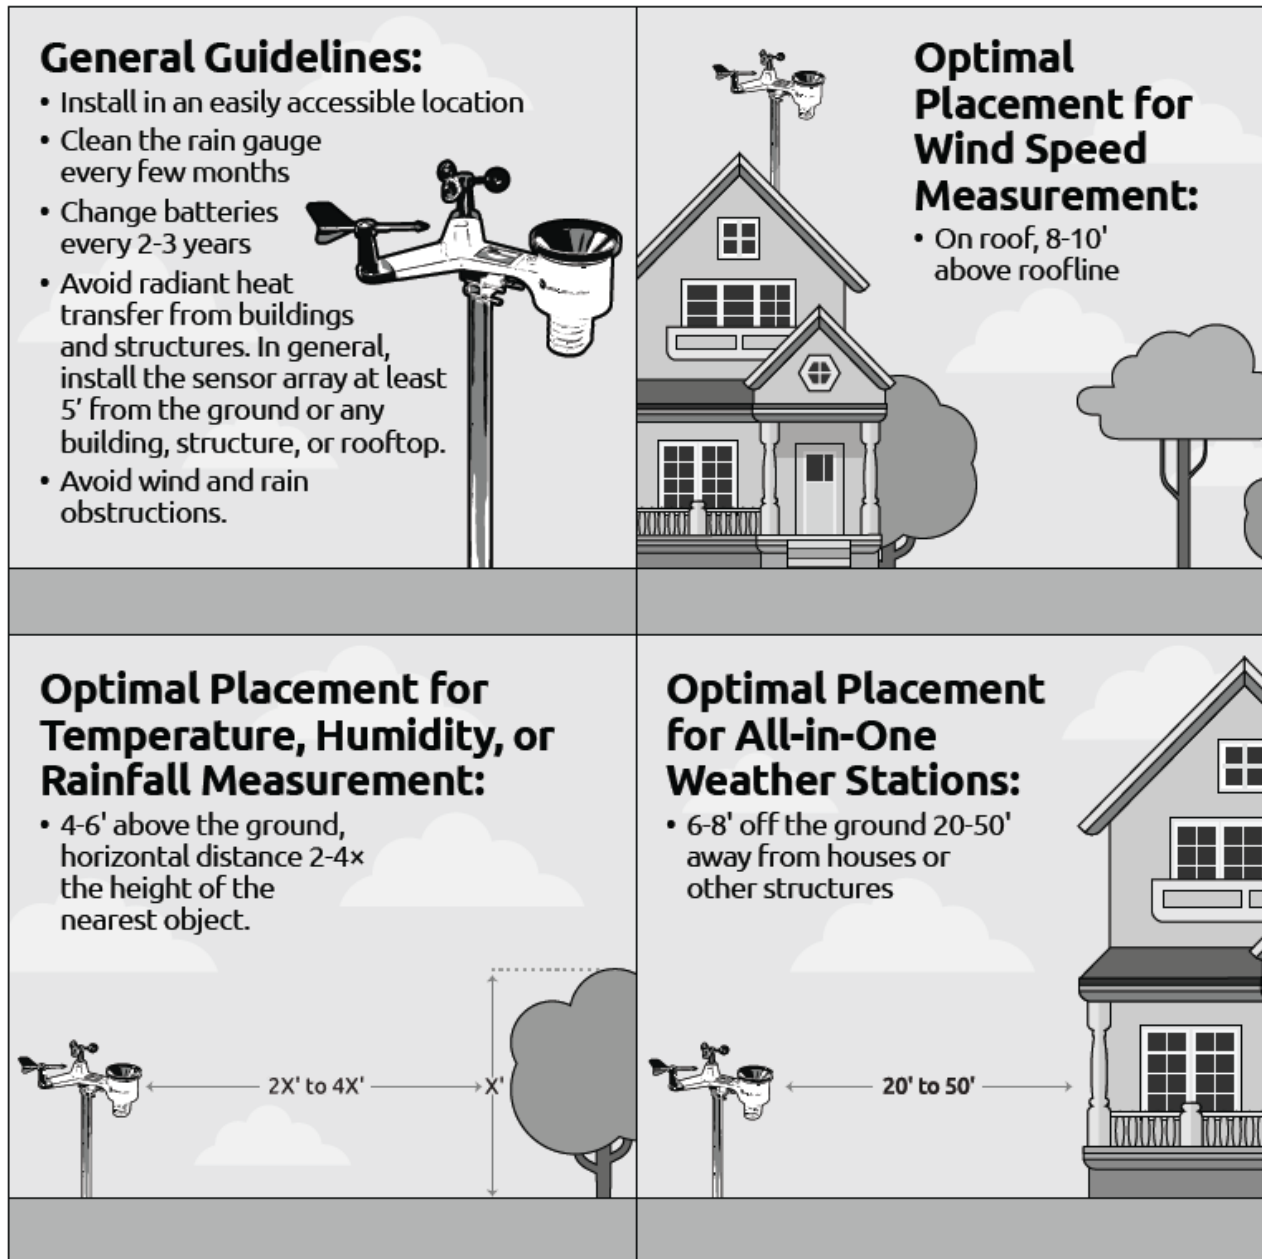 General Guidelines:
• Install in an easily accessible location
• Clean the rain gauge
every few months
• Change batteries
every 2-3 years
• Avoid radiant heat
transfer from buildings
and structures. In general,
install the sensor array at least
5’ from the ground or any
building, structure, or rooftop.
• Avoid wind and rain
obstructions.
Optimal
Placement for
Wind Speed
Measurement:
• On roof, 8-10'
above roofline
Optimal Placement for
Temperature, Humidity, or
Rainfall Measurement:
• 4-6' above the ground,
horizontal distance 2-4×
the height of the
nearest object.
2X' to 4X'
X'
Optimal Placement
for All-in-One
Weather Stations:
• 6-8' off the ground 20-50'
away from houses or
other structures
20' to 50'